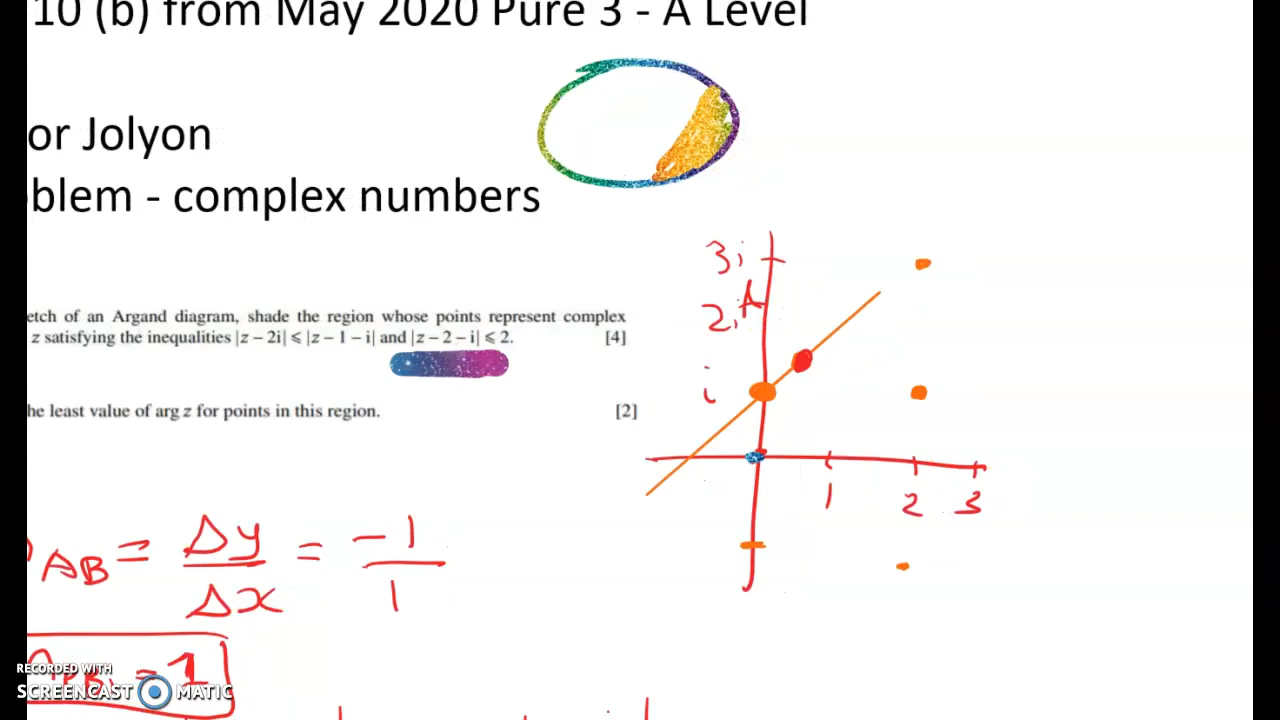 10 (b) from May 2020 Pure 3 - A Level
or Jolyon
blem - complex numbers
etch of an Argand diagram, shade the region whose points represent complex
z satisfying the inequalities |z − 2i| ⩽ |z − 1 − i| and |z − 2 − i| ⩽ 2. [4]
he least value of arg z for points in this region. [2]
3i
2i A
i
1 2 3
AB = Δy/Δx = -1/1
= 1
RECORDED WITH
SCREENCAST MATIC